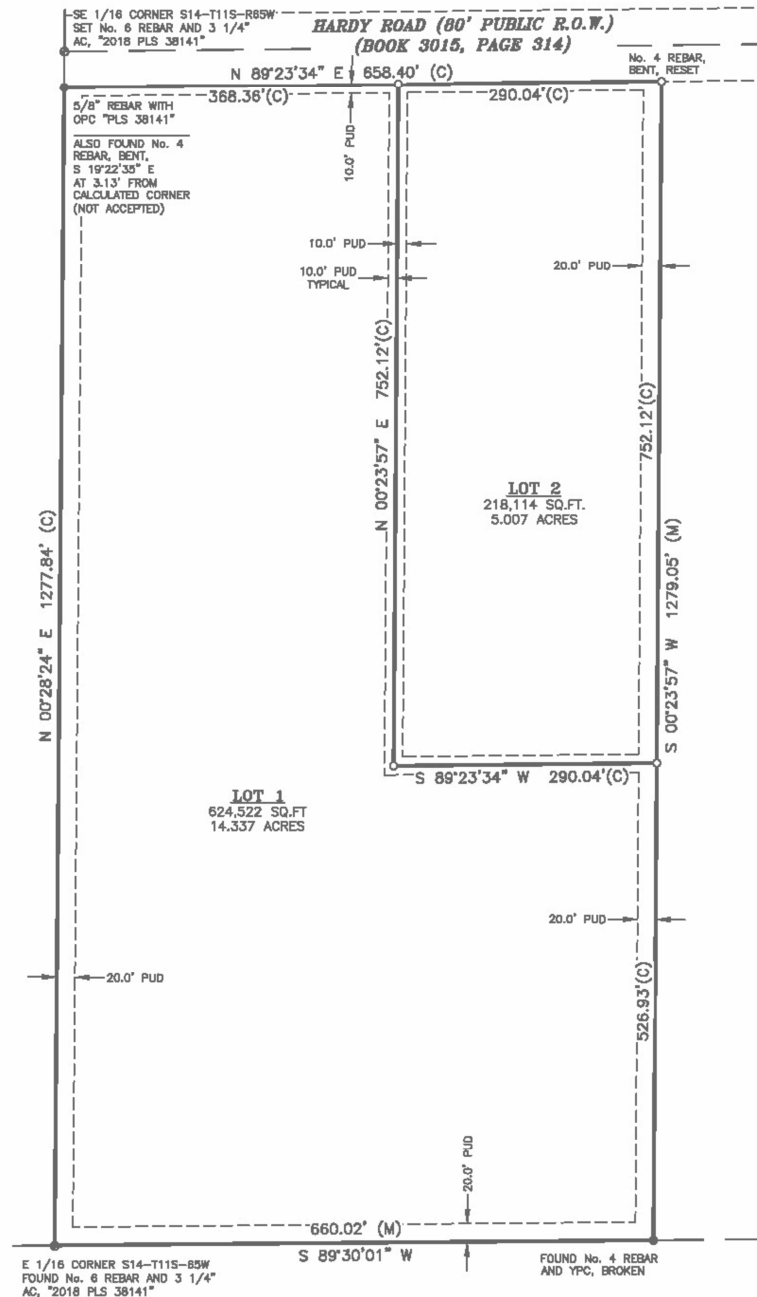 SE 1/16 CORNER S14-T11S-R65W
SET No. 6 REBAR AND 3 1/4"
AC, "2018 PLS 38141"
HARDY ROAD (80' PUBLIC R.O.W.)
(BOOK 3015, PAGE 314)
No. 4 REBAR,
BENT, RESET
N 89°23'34" E 658.40' (C)
368.36'(C)
290.04'(C)
5/8" REBAR WITH
OPC "PLS 38141"
ALSO FOUND No. 4
REBAR, BENT,
S 19°22'35" E
AT 3.13' FROM
CALCULATED CORNER
(NOT ACCEPTED)
10.0' PUD
10.0' PUD
10.0' PUD
TYPICAL
20.0' PUD
N 00°23'57" E 752.12'(C)
752.12'(C)
LOT 2
218,114 SQ.FT.
5.007 ACRES
N 00°28'24" E 1277.84' (C)
S 00°23'57" W 1279.05' (M)
S 89°23'34" W 290.04'(C)
LOT 1
624,522 SQ.FT
14.337 ACRES
20.0' PUD
20.0' PUD
526.93'(C)
20.0' PUD
660.02' (M)
S 89°30'01" W
E 1/16 CORNER S14-T11S-65W
FOUND No. 6 REBAR AND 3 1/4"
AC, "2018 PLS 38141"
FOUND No. 4 REBAR
AND YPC, BROKEN